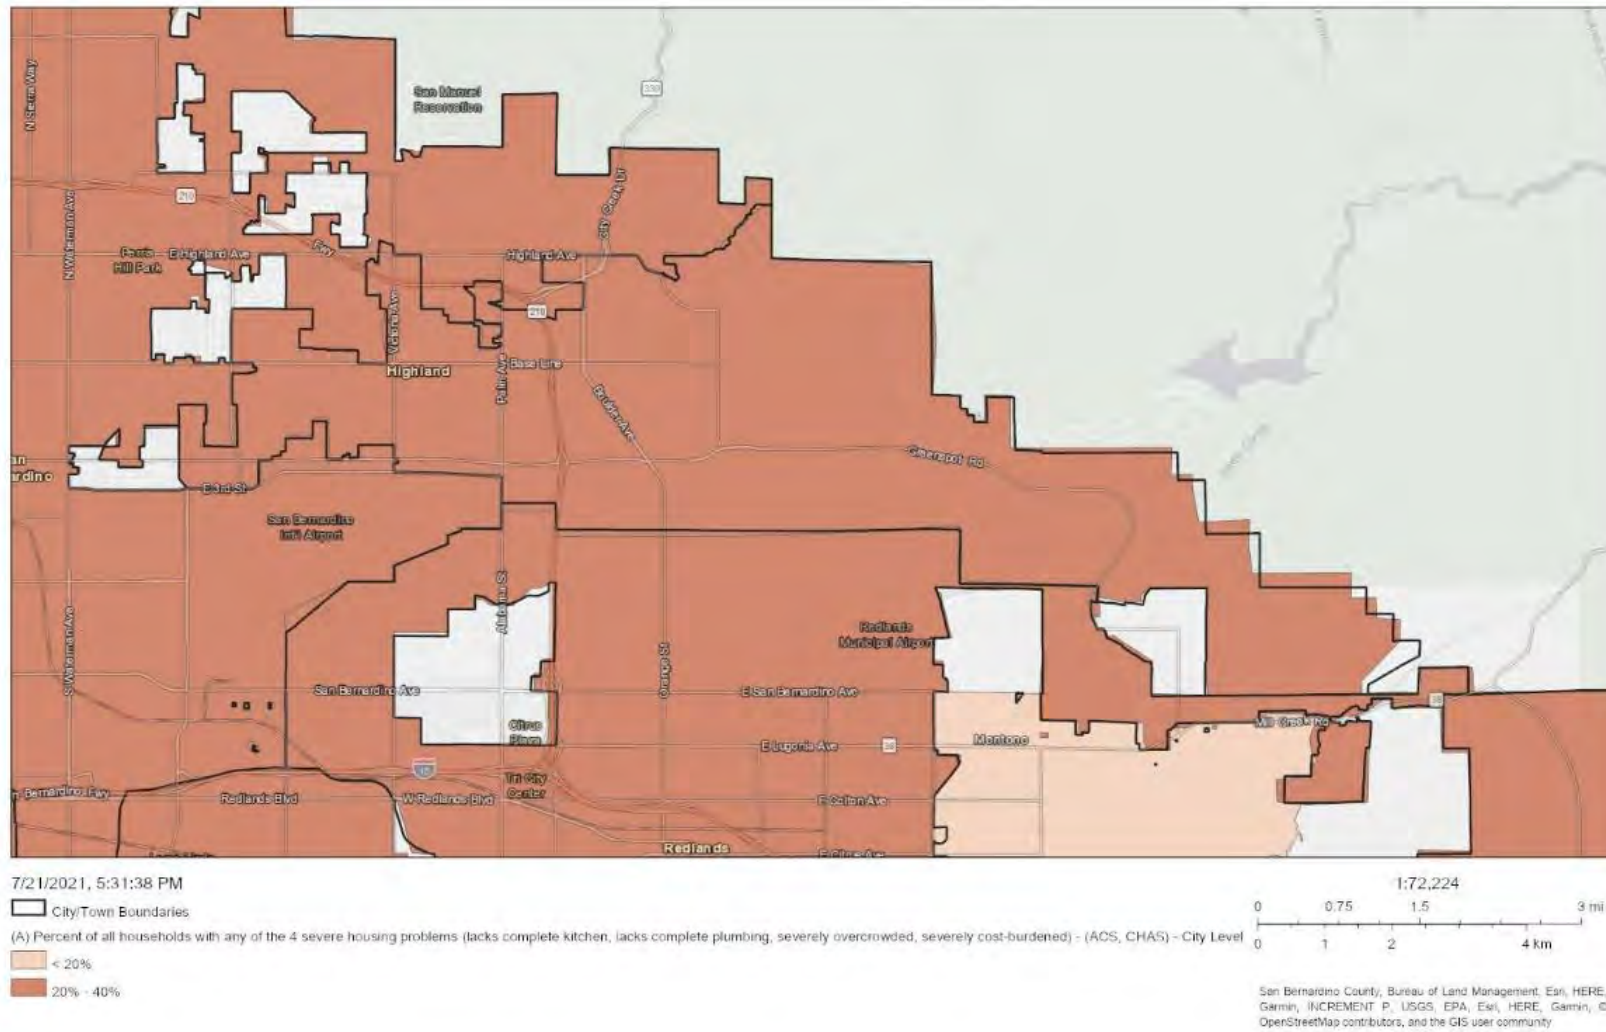 330
San Manuel
Reservation
N Sierra Way
210
N Waterman Ave
City Creek Dr
Perris
Hill Park
E Highland Ave
Fwy
Highland Ave
210
Victoria Ave
Base Line
Highland
Palm Ave
Boulder Ave
Greenspot Rd
an
ardino
E 3rd St
San Bernardino
Int'l Airport
Alabama St
Redlands
Municipal Airport
S Waterman Ave
Orange St
San Bernardino Ave
E San Bernardino Ave
38
Citrus
Plaza
E Lugonia Ave
38
Mentone
Mill Creek Rd
10
Tri City
Center
n Bernardino Fwy
Redlands Blvd
W Redlands Blvd
E Colton Ave
Redlands
E Citrus Ave
7/21/2021, 5:31:38 PM
1:72,224
City/Town Boundaries
0 0.75 1.5 3 mi
(A) Percent of all households with any of the 4 severe housing problems (lacks complete kitchen, lacks complete plumbing, severely overcrowded, severely cost-burdened) - (ACS, CHAS) - City Level
0 1 2 4 km
< 20%
20% - 40%
San Bernardino County, Bureau of Land Management, Esri, HERE,
Garmin, INCREMENT P, USGS, EPA, Esri, HERE, Garmin, ©
OpenStreetMap contributors, and the GIS user community